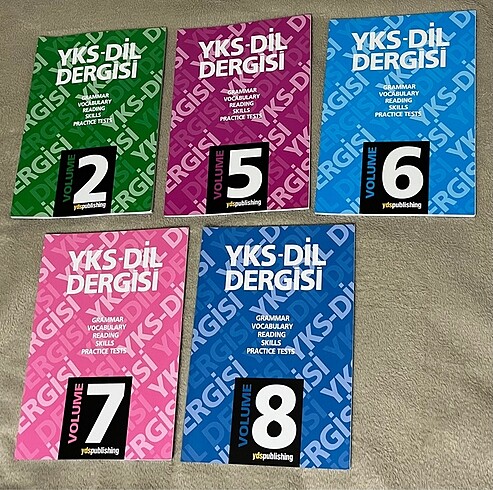 YKS-DİL
DERGİSİ
GRAMMAR
VOCABULARY
READING
SKILLS
PRACTICE TESTS
VOLUME
2
ydspublishing
YKS-DİL
DERGİSİ
GRAMMAR
VOCABULARY
READING
SKILLS
PRACTICE TESTS
VOLUME
5
ydspublishing
YKS-DİL
DERGİSİ
GRAMMAR
VOCABULARY
READING
SKILLS
PRACTICE TESTS
VOLUME
6
ydspublishing
YKS-DİL
DERGİSİ
GRAMMAR
VOCABULARY
READING
SKILLS
PRACTICE TESTS
VOLUME
7
ydspublishing
YKS-DİL
DERGİSİ
GRAMMAR
VOCABULARY
READING
SKILLS
PRACTICE TESTS
VOLUME
8
ydspublishing